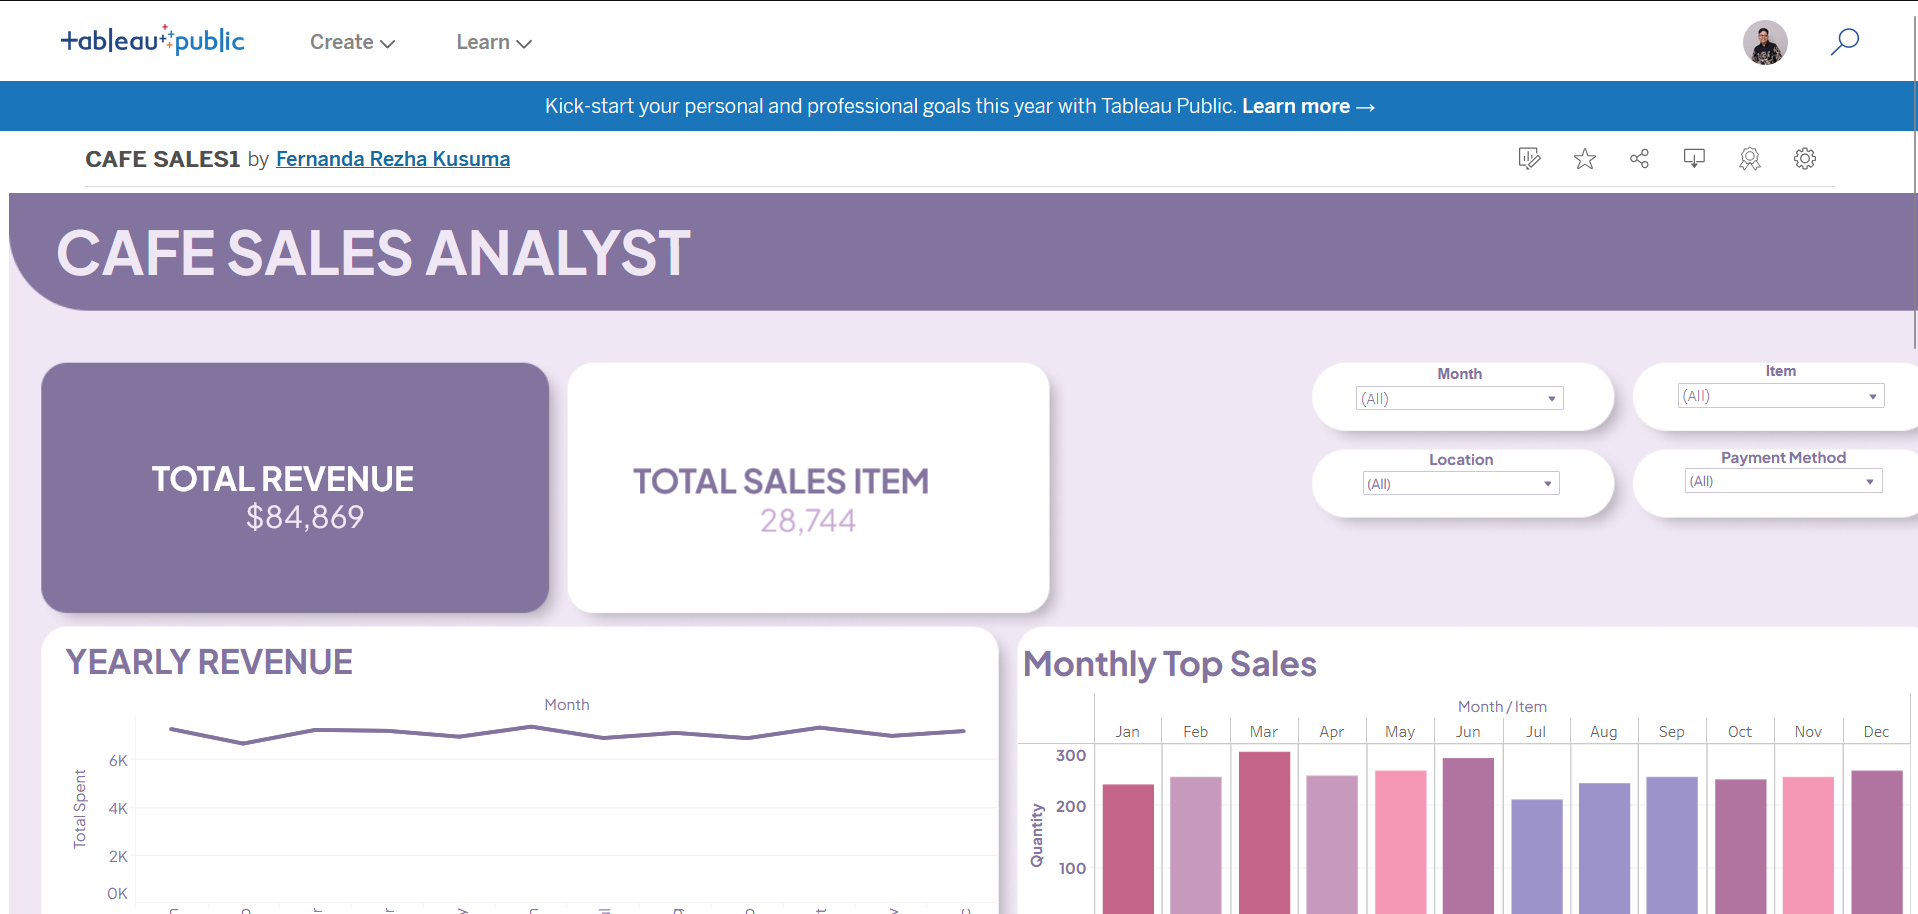 +ableau public
Create
Learn
Kick-start your personal and professional goals this year with Tableau Public. Learn more →
CAFE SALES1 by Fernanda Rezha Kusuma
CAFE SALES ANALYST
TOTAL REVENUE
$84,869
TOTAL SALES ITEM
28,744
Month
(All)
Item
(All)
Location
(All)
Payment Method
(All)
YEARLY REVENUE
Month
Total Spent
6K
4K
2K
0K
Monthly Top Sales
Month / Item
Jan Feb Mar Apr May Jun Jul Aug Sep Oct Nov Dec
Quantity
300
200
100